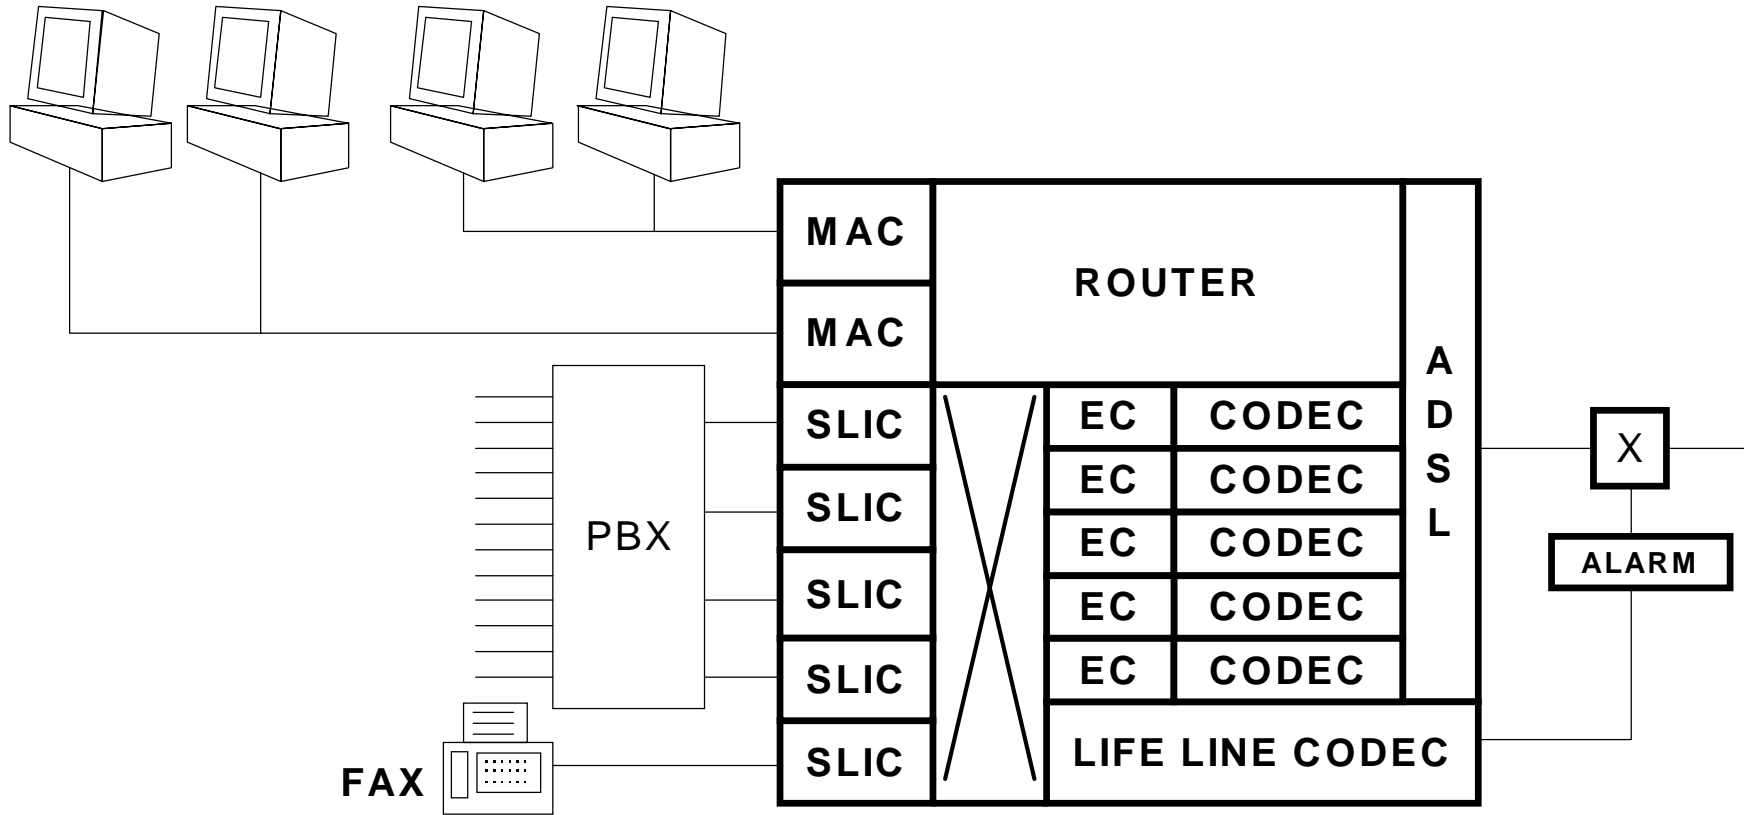 MAC
ROUTER
MAC
ADSL
SLIC
EC CODEC
X
SLIC
EC CODEC
PBX
EC CODEC
ALARM
SLIC
EC CODEC
SLIC
EC CODEC
LIFE LINE CODEC
SLIC
FAX